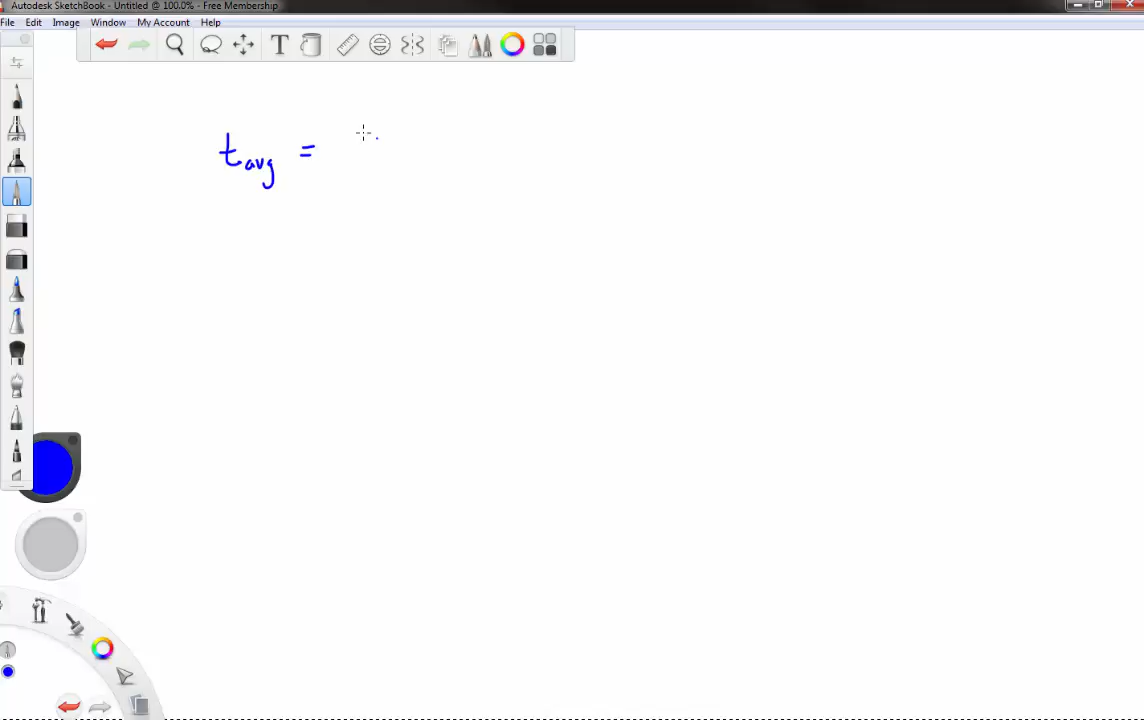 Autodesk SketchBook - Untitled @ 100.0% - Free Membership
File Edit Image Window My Account Help
T
t_avg =